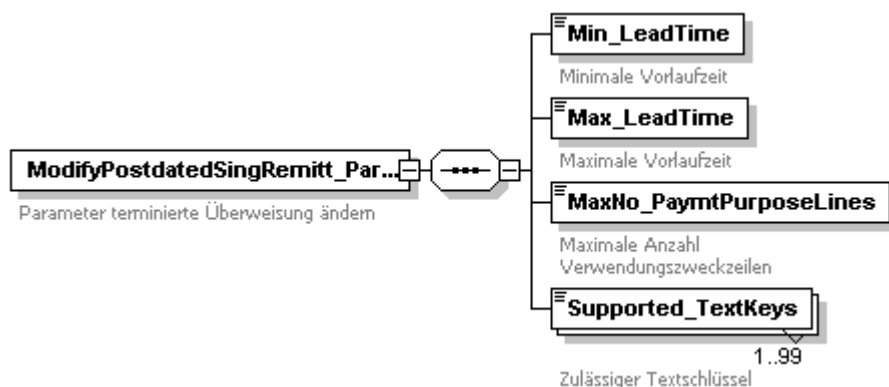 ModifyPostdatedSingRemitt_Par...
Parameter terminierte Überweisung ändern
Min_LeadTime
Minimale Vorlaufzeit
Max_LeadTime
Maximale Vorlaufzeit
MaxNo_PaymtPurposeLines
Maximale Anzahl
Verwendungszweckzeilen
Supported_TextKeys
1..99
Zulässiger Textschlüssel